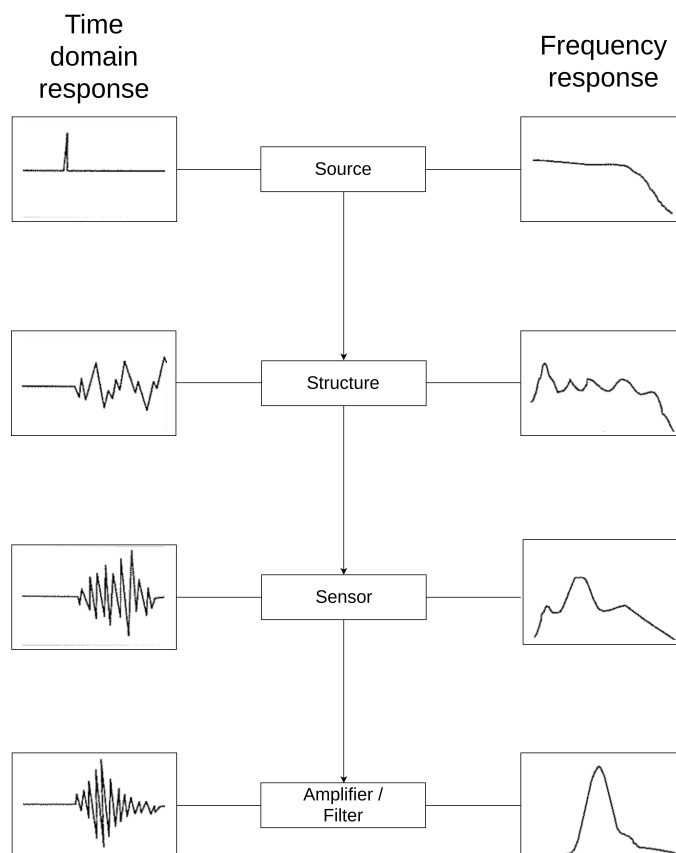 Time
domain
response
Frequency
response
Source
Structure
Sensor
Amplifier /
Filter